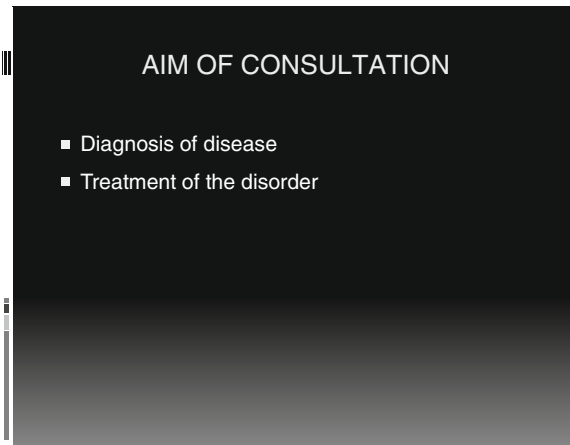 AIM OF CONSULTATION
Diagnosis of disease
Treatment of the disorder